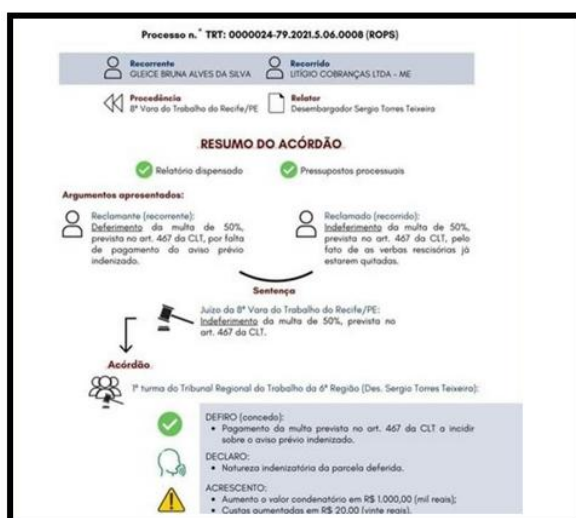 Processo n.° TRT: 0000024-79.2021.5.06.0008 (ROPS)
Recorrente
GLEICE BRUNA ALVES DA SILVA
Recorrido
LITÍGIO COBRANÇAS LTDA - ME
Procedência
8ª Vara do Trabalho do Recife/PE
Relator
Desembargador Sergio Torres Teixeira
RESUMO DO ACÓRDÃO
Relatório dispensado
Pressupostos processuais
Argumentos apresentados:
Reclamante (recorrente):
Deferimento da multa de 50%,
prevista no art. 467 da CLT, por falta
de pagamento do aviso prévio
indenizado.
Reclamado (recorrido):
Indeferimento da multa de 50%,
prevista no art. 467 da CLT, pelo
fato de as verbas rescisórias já
estarem quitadas.
Sentença
Juízo da 8ª Vara do Trabalho do Recife/PE:
Indeferimento da multa de 50%, prevista no
art. 467 da CLT.
Acórdão
1ª turma do Tribunal Regional do Trabalho da 6ª Região (Des. Sergio Torres Teixeira):
DEFIRO (concedo):
• Pagamento da multa prevista no art. 467 da CLT a incidir
sobre o aviso prévio indenizado.
DECLARO:
• Natureza indenizatória da parcela deferida.
ACRESCENTO:
• Aumento o valor condenatório em R$ 1.000,00 (mil reais);
• Custas aumentadas em R$ 20,00 (vinte reais).